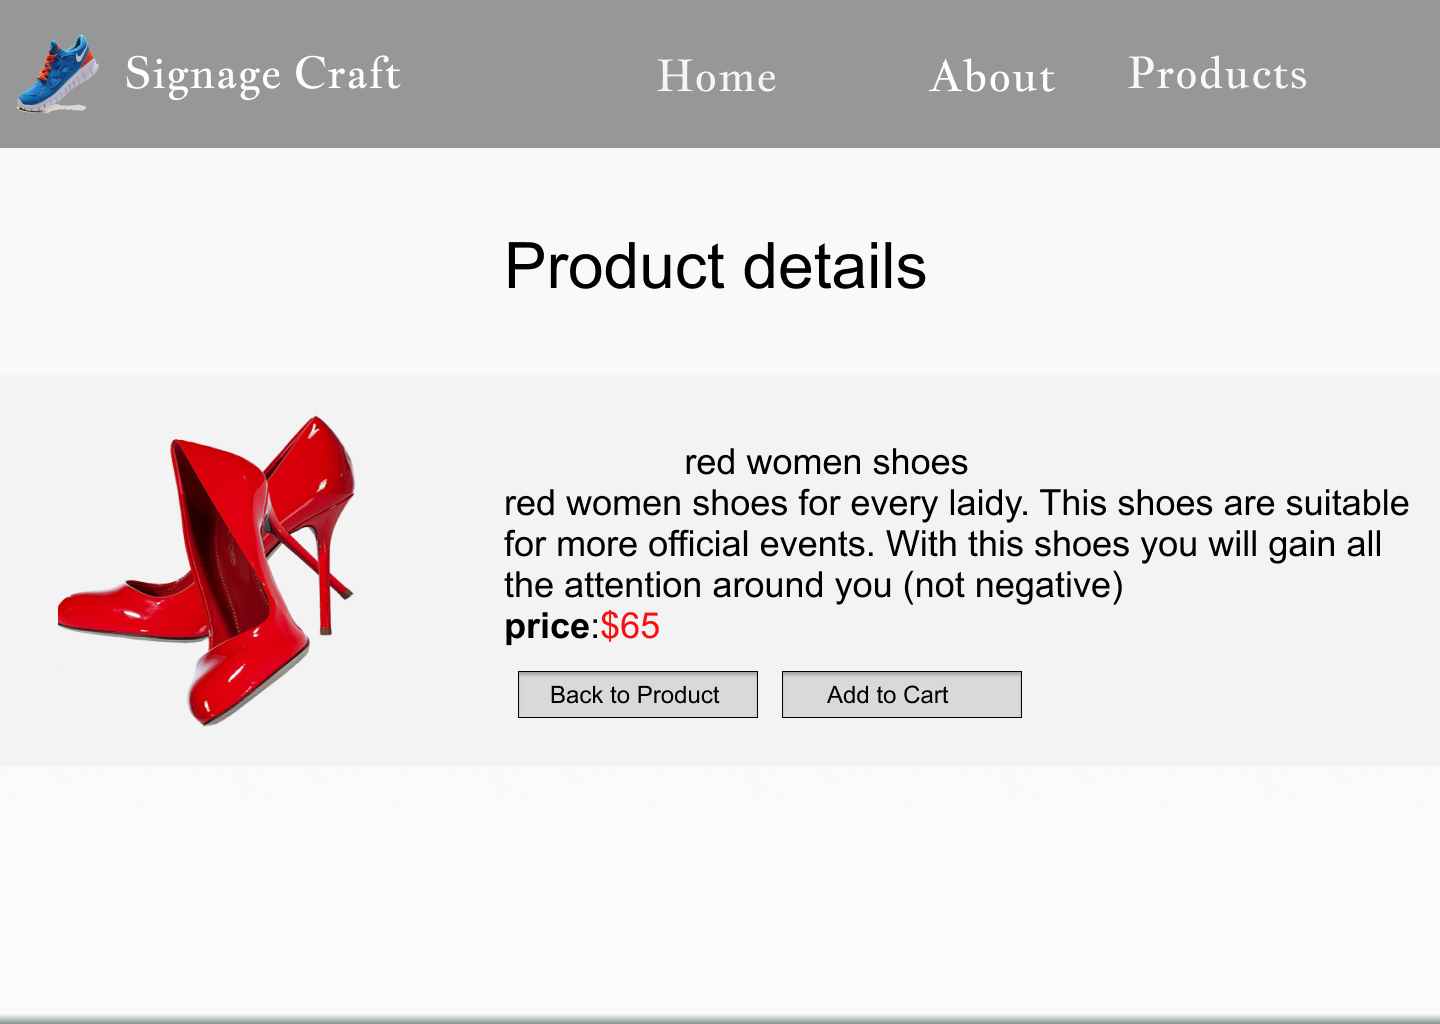 Signage Craft
Home
About
Products
Product details
red women shoes
red women shoes for every laidy. This shoes are suitable
for more official events. With this shoes you will gain all
the attention around you (not negative)
price:$65
Back to Product
Add to Cart